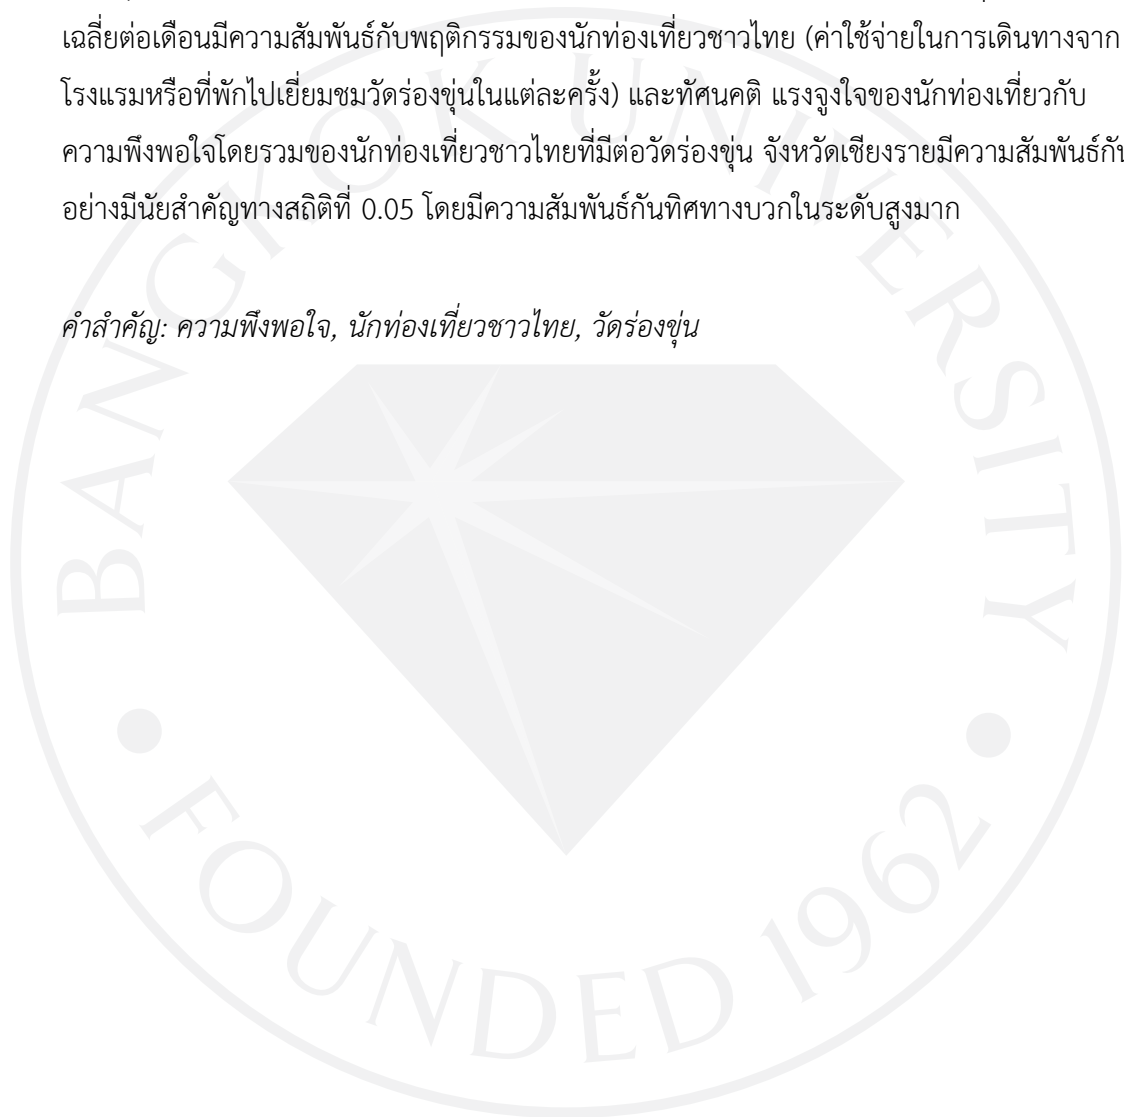 เฉลี่ยต่อเดือนมีความสัมพันธ์กับพฤติกรรมของนักท่องเที่ยวชาวไทย (ค่าใช้จ่ายในการเดินทางจาก
โรงแรมหรือที่พักไปเยี่ยมชมวัดร่องขุ่นในแต่ละครั้ง) และทัศนคติ แรงจูงใจของนักท่องเที่ยวกับ
ความพึงพอใจโดยรวมของนักท่องเที่ยวชาวไทยที่มีต่อวัดร่องขุ่น จังหวัดเชียงรายมีความสัมพันธ์กัน
อย่างมีนัยสำคัญทางสถิติที่ 0.05 โดยมีความสัมพันธ์กันทิศทางบวกในระดับสูงมาก
คำสำคัญ: ความพึงพอใจ, นักท่องเที่ยวชาวไทย, วัดร่องขุ่น
BANGKOK UNIVERSITY
FOUNDED 1962